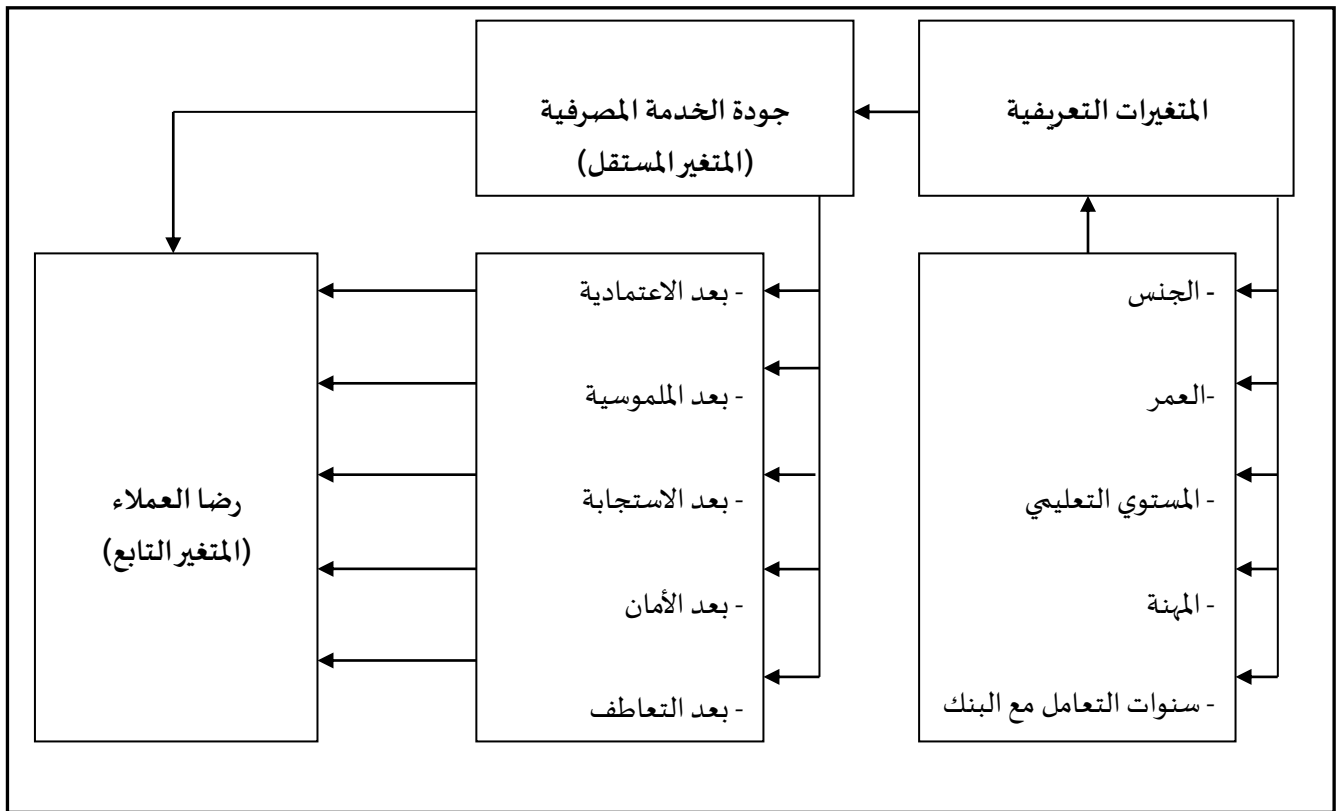 المتغيرات التعريفية
جودة الخدمة المصرفية
(المتغير المستقل)
- الجنس
-العمر
- المستوي التعليمي
- المهنة
- سنوات التعامل مع البنك
- بعد الاعتمادية
- بعد الملموسية
- بعد الاستجابة
- بعد الأمان
- بعد التعاطف
رضا العملاء
(المتغير التابع)